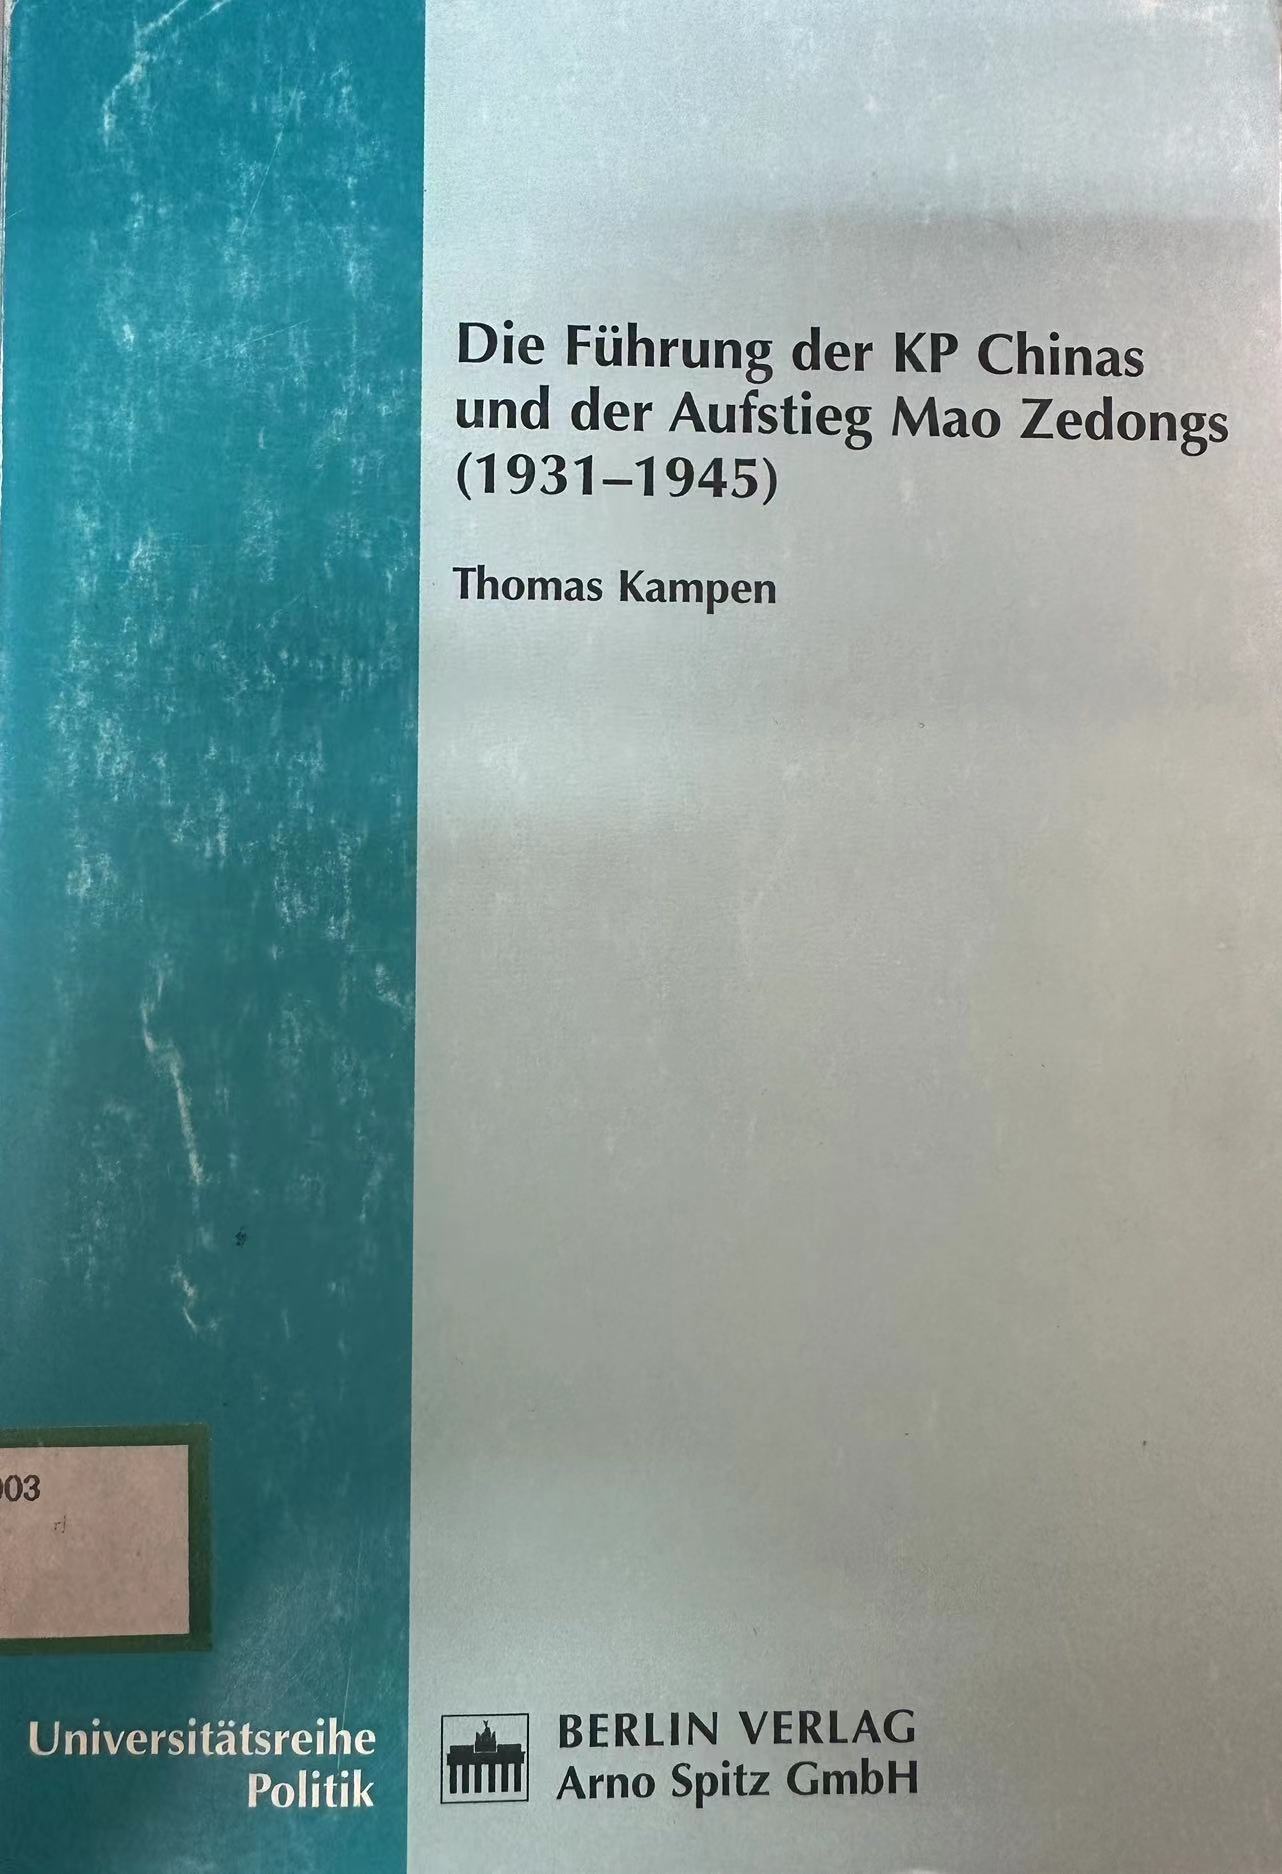 Die Führung der KP Chinas
und der Aufstieg Mao Zedongs
(1931–1945)
Thomas Kampen
03
Universitätsreihe
Politik
BERLIN VERLAG
Arno Spitz GmbH